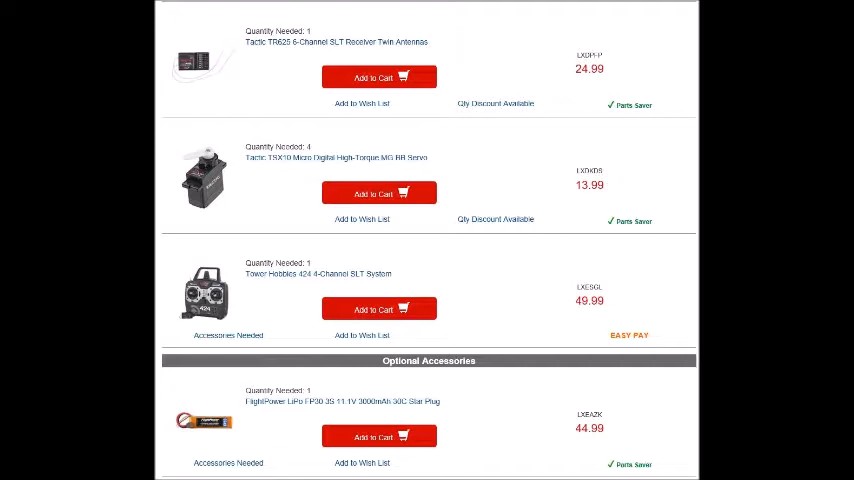 Quantity Needed: 1
Tactic TR625 6-Channel SLT Receiver Twin Antennas
LXDPFP
24.99
Add to Cart
Add to Wish List
Qty Discount Available
✓ Parts Saver
Quantity Needed: 4
Tactic TSX10 Micro Digital High-Torque MG BB Servo
LXDKDS
13.99
Add to Cart
Add to Wish List
Qty Discount Available
✓ Parts Saver
Quantity Needed: 1
Tower Hobbies 424 4-Channel SLT System
LXESGL
49.99
424
Add to Cart
Accessories Needed
Add to Wish List
EASY PAY
Optional Accessories
Quantity Needed: 1
FlightPower LiPo FP30 3S 11.1V 3000mAh 30C Star Plug
LXEAZK
44.99
Add to Cart
Accessories Needed
Add to Wish List
✓ Parts Saver